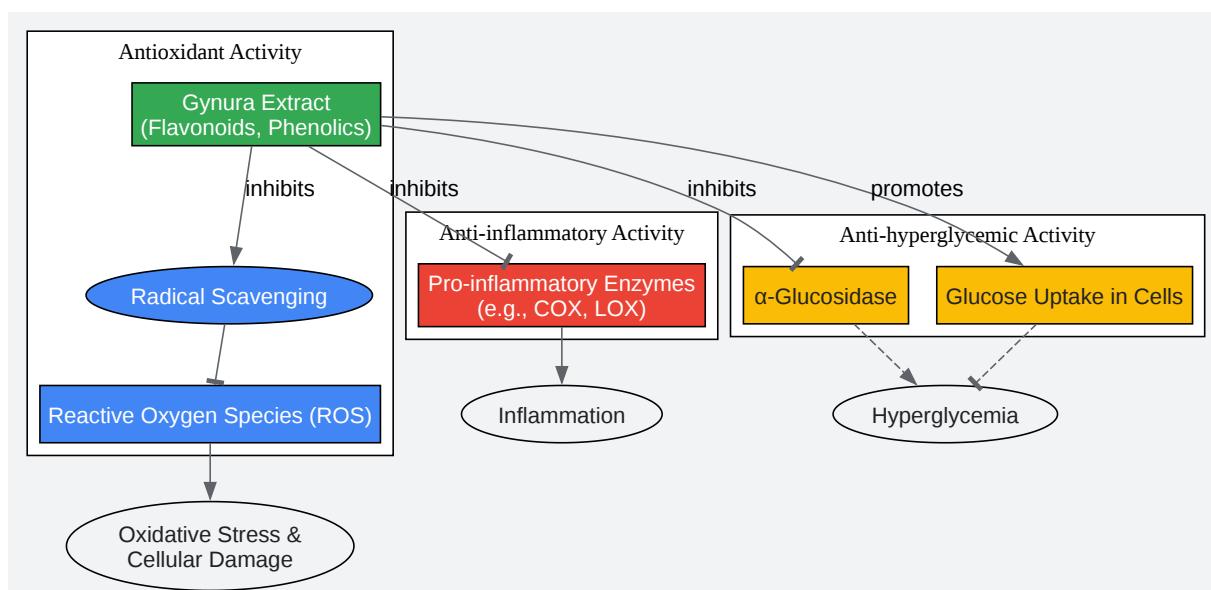 Antioxidant Activity
Gynura Extract
(Flavonoids, Phenolics)
inhibits
inhibits
inhibits
promotes
Radical Scavenging
Reactive Oxygen Species (ROS)
Oxidative Stress &
Cellular Damage
Anti-inflammatory Activity
Pro-inflammatory Enzymes
(e.g., COX, LOX)
Inflammation
Anti-hyperglycemic Activity
α-Glucosidase
Glucose Uptake in Cells
Hyperglycemia